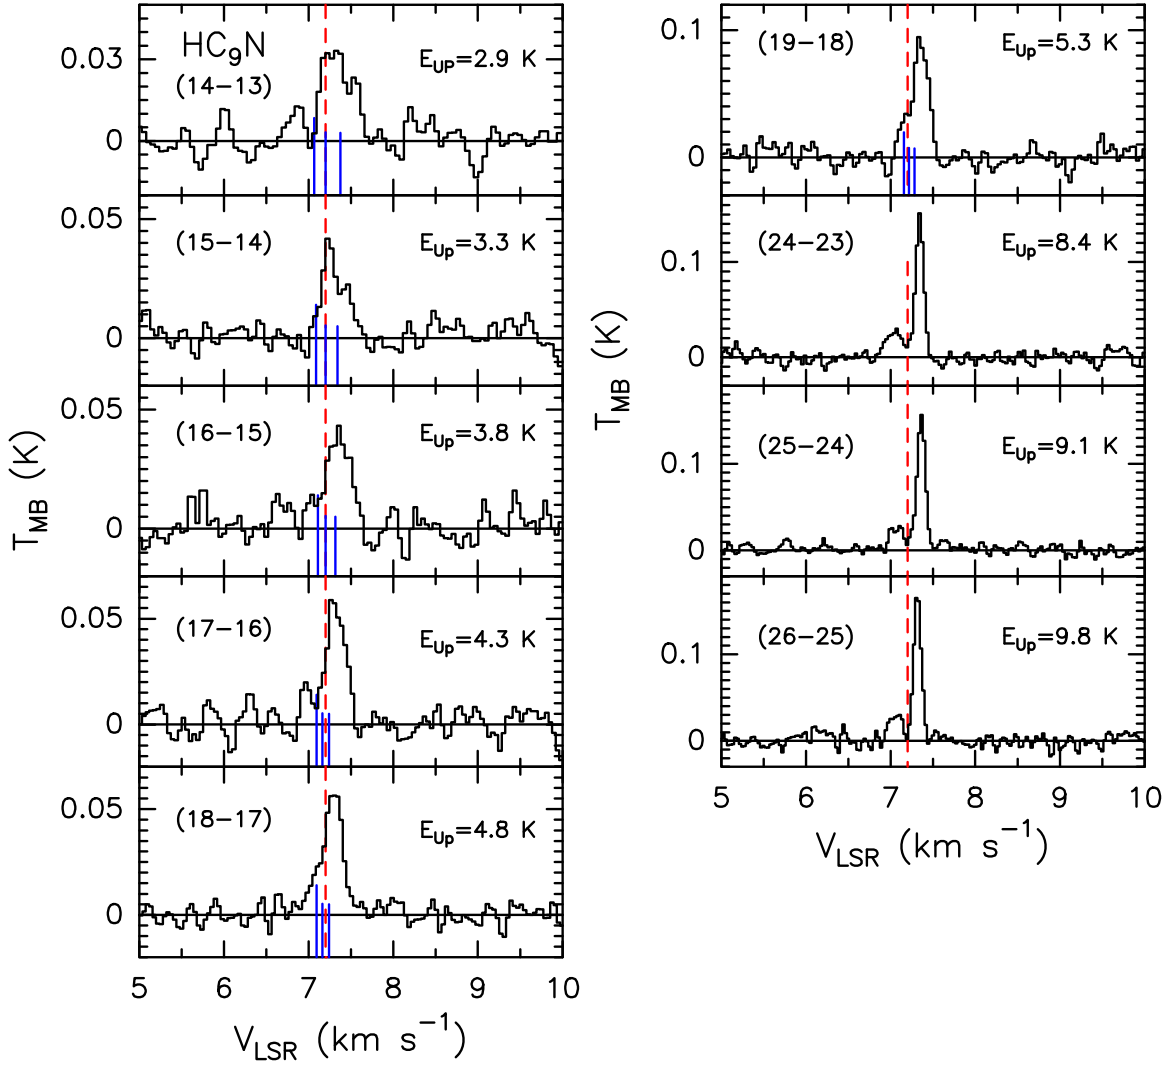 HC9N
(14−13)
EUP=2.9 K
0.03
0
(15−14)
EUp=3.3 K
0.05
0
(16−15)
EUp=3.8 K
0.05
0
(17−16)
EUp=4.3 K
0.05
0
(18−17)
EUp=4.8 K
0.05
0
TMB (K)
5 6 7 8 9 10
VLSR (km s−1)
(19−18)
EUp=5.3 K
0.1
0
(24−23)
EUp=8.4 K
0.1
0
(25−24)
EUp=9.1 K
0.1
0
(26−25)
EUp=9.8 K
0.1
0
TMB (K)
5 6 7 8 9 10
VLSR (km s−1)